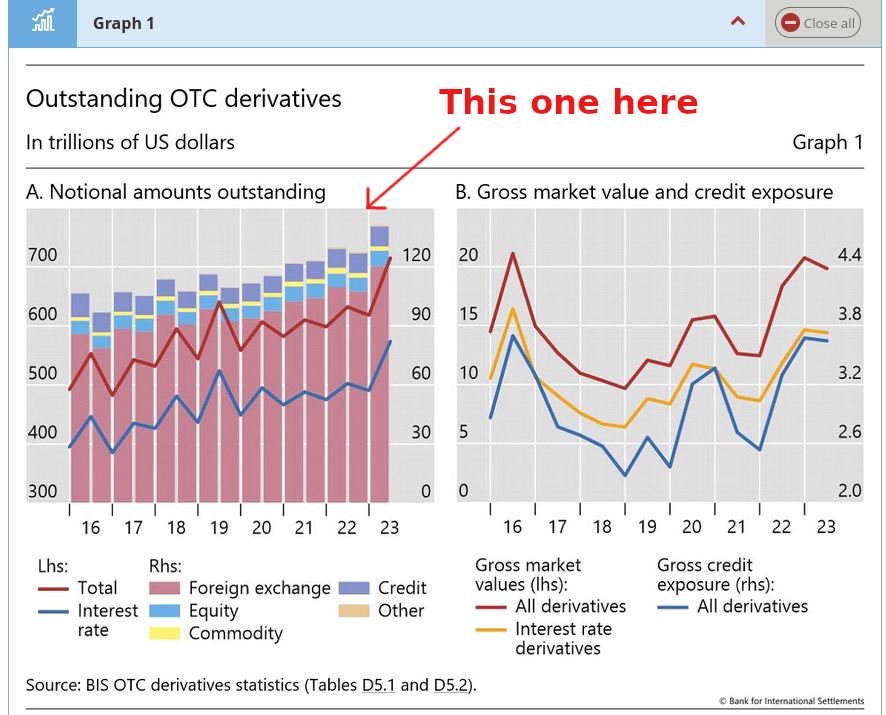 Graph 1
Close all
Outstanding OTC derivatives
This one here
In trillions of US dollars
Graph 1
A. Notional amounts outstanding
700
600
500
400
300
120
90
60
30
0
16 17 18 19 20 21 22 23
Lhs:
Total
Interest
rate
Rhs:
Foreign exchange
Equity
Commodity
Credit
Other
B. Gross market value and credit exposure
20
15
10
5
0
4.4
3.8
3.2
2.6
2.0
16 17 18 19 20 21 22 23
Gross market
values (lhs):
All derivatives
Interest rate
derivatives
Gross credit
exposure (rhs):
All derivatives
Source: BIS OTC derivatives statistics (Tables D5.1 and D5.2).
© Bank for International Settlements